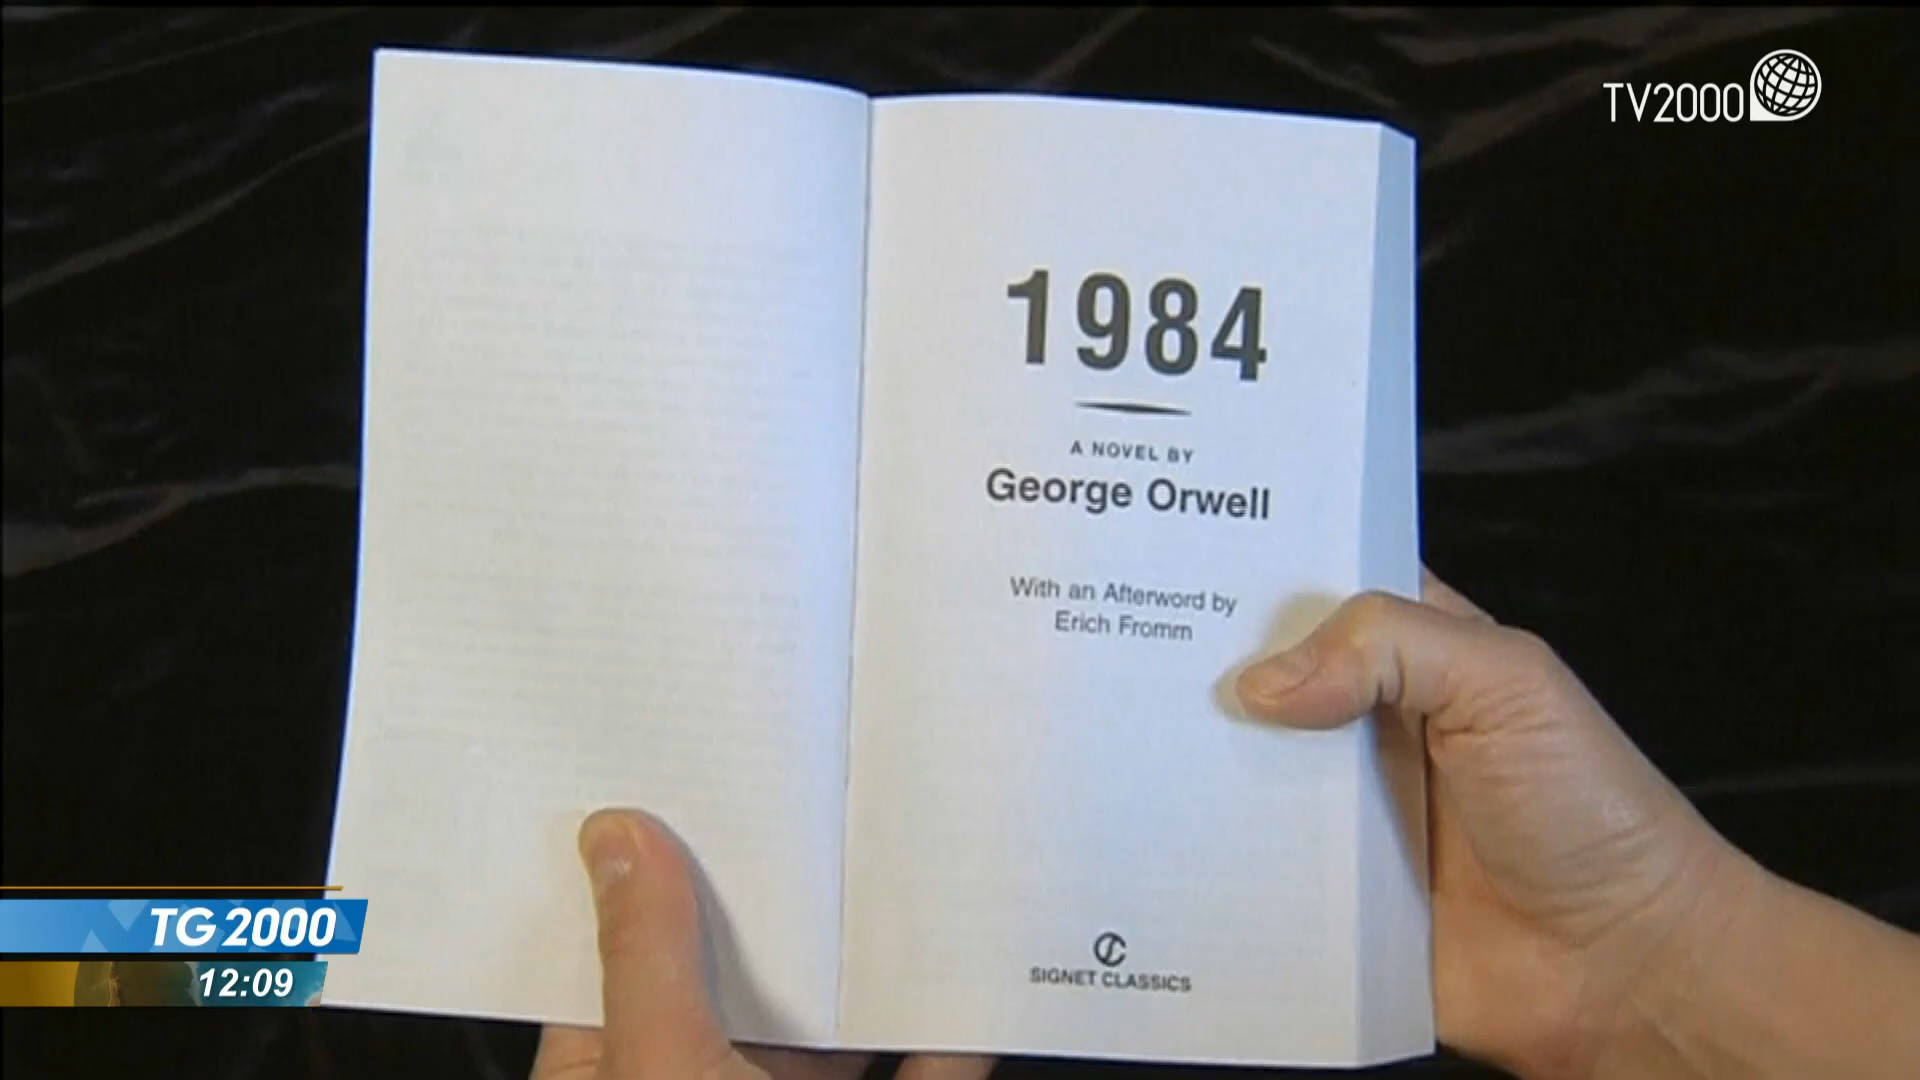 TV2000
1984
A NOVEL BY
George Orwell
With an Afterword by
Erich Fromm
SIGNET CLASSICS
TG 2000
12:09